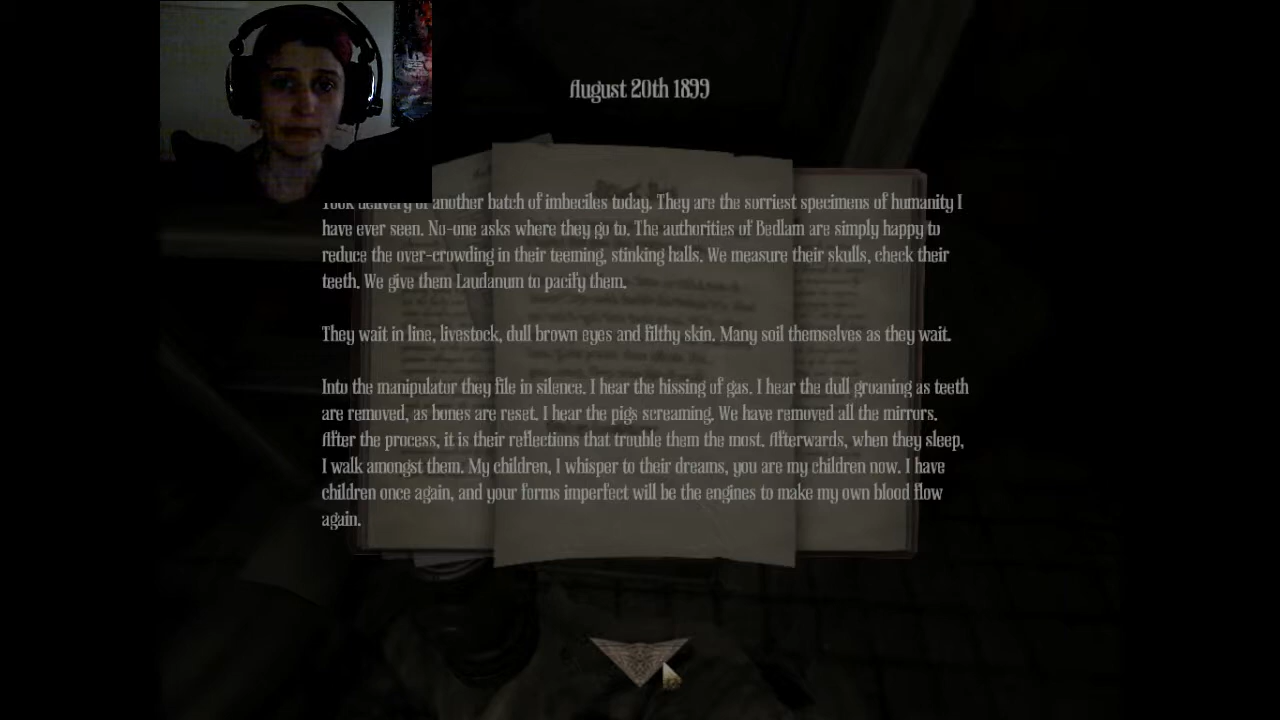 August 20th 1899
Took delivery of another batch of imbeciles today. They are the sorriest specimens of humanity I
have ever seen. No-one asks where they go to. The authorities of Bedlam are simply happy to
reduce the over-crowding in their teeming, stinking halls. We measure their skulls, check their
teeth. We give them Laudanum to pacify them.
They wait in line, livestock, dull brown eyes and filthy skin. Many soil themselves as they wait.
Into the manipulator they file in silence. I hear the hissing of gas. I hear the dull groaning as teeth
are removed, as bones are reset. I hear the pigs screaming. We have removed all the mirrors.
After the process, it is their reflections that trouble them the most. Afterwards, when they sleep,
I walk amongst them. My children, I whisper to their dreams, you are my children now. I have
children once again, and your forms imperfect will be the engines to make my own blood flow
again.